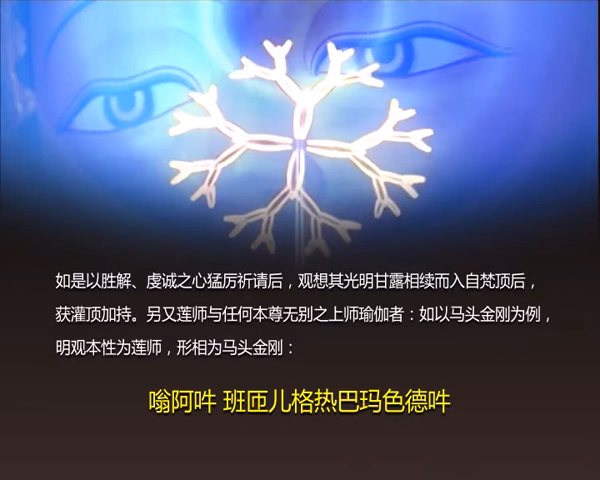 如是以胜解、虔诚之心猛厉祈请后，观想其光明甘露相续而入自梵顶后，
获灌顶加持。另又莲师与任何本尊无别之上师瑜伽者：如以马头金刚为例，
明观本性为莲师，形相为马头金刚：
嗡阿吽 班匝儿格热巴玛色德吽